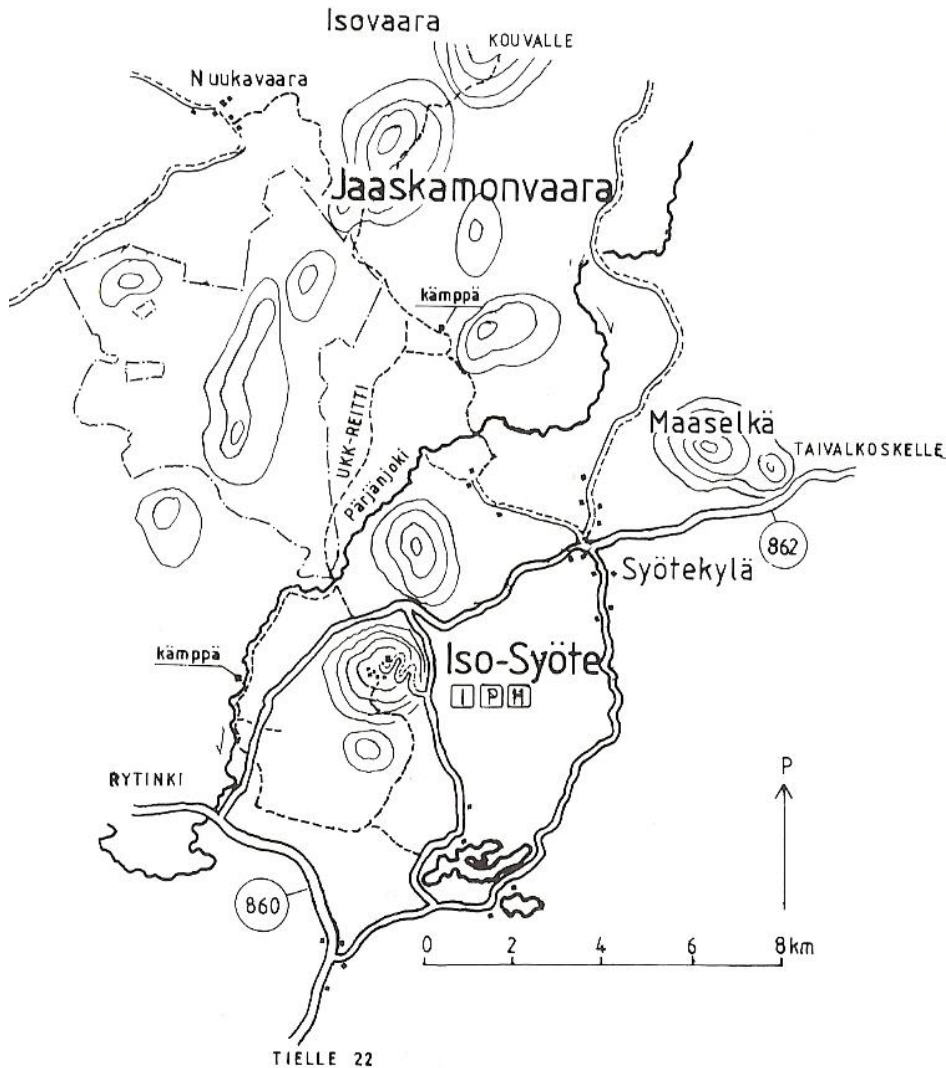 Isovaara
KOUVALLE
Nuukavaara
Jaaskamonvaara
kämppä
UKK-REITTI
Pärjänjoki
Maaselkä
TAIVALKOSKELLE
862
Syötekylä
kämppä
Iso-Syöte
I P M
RYTINKI
P
860
0 2 4 6 8 km
TIELLE 22